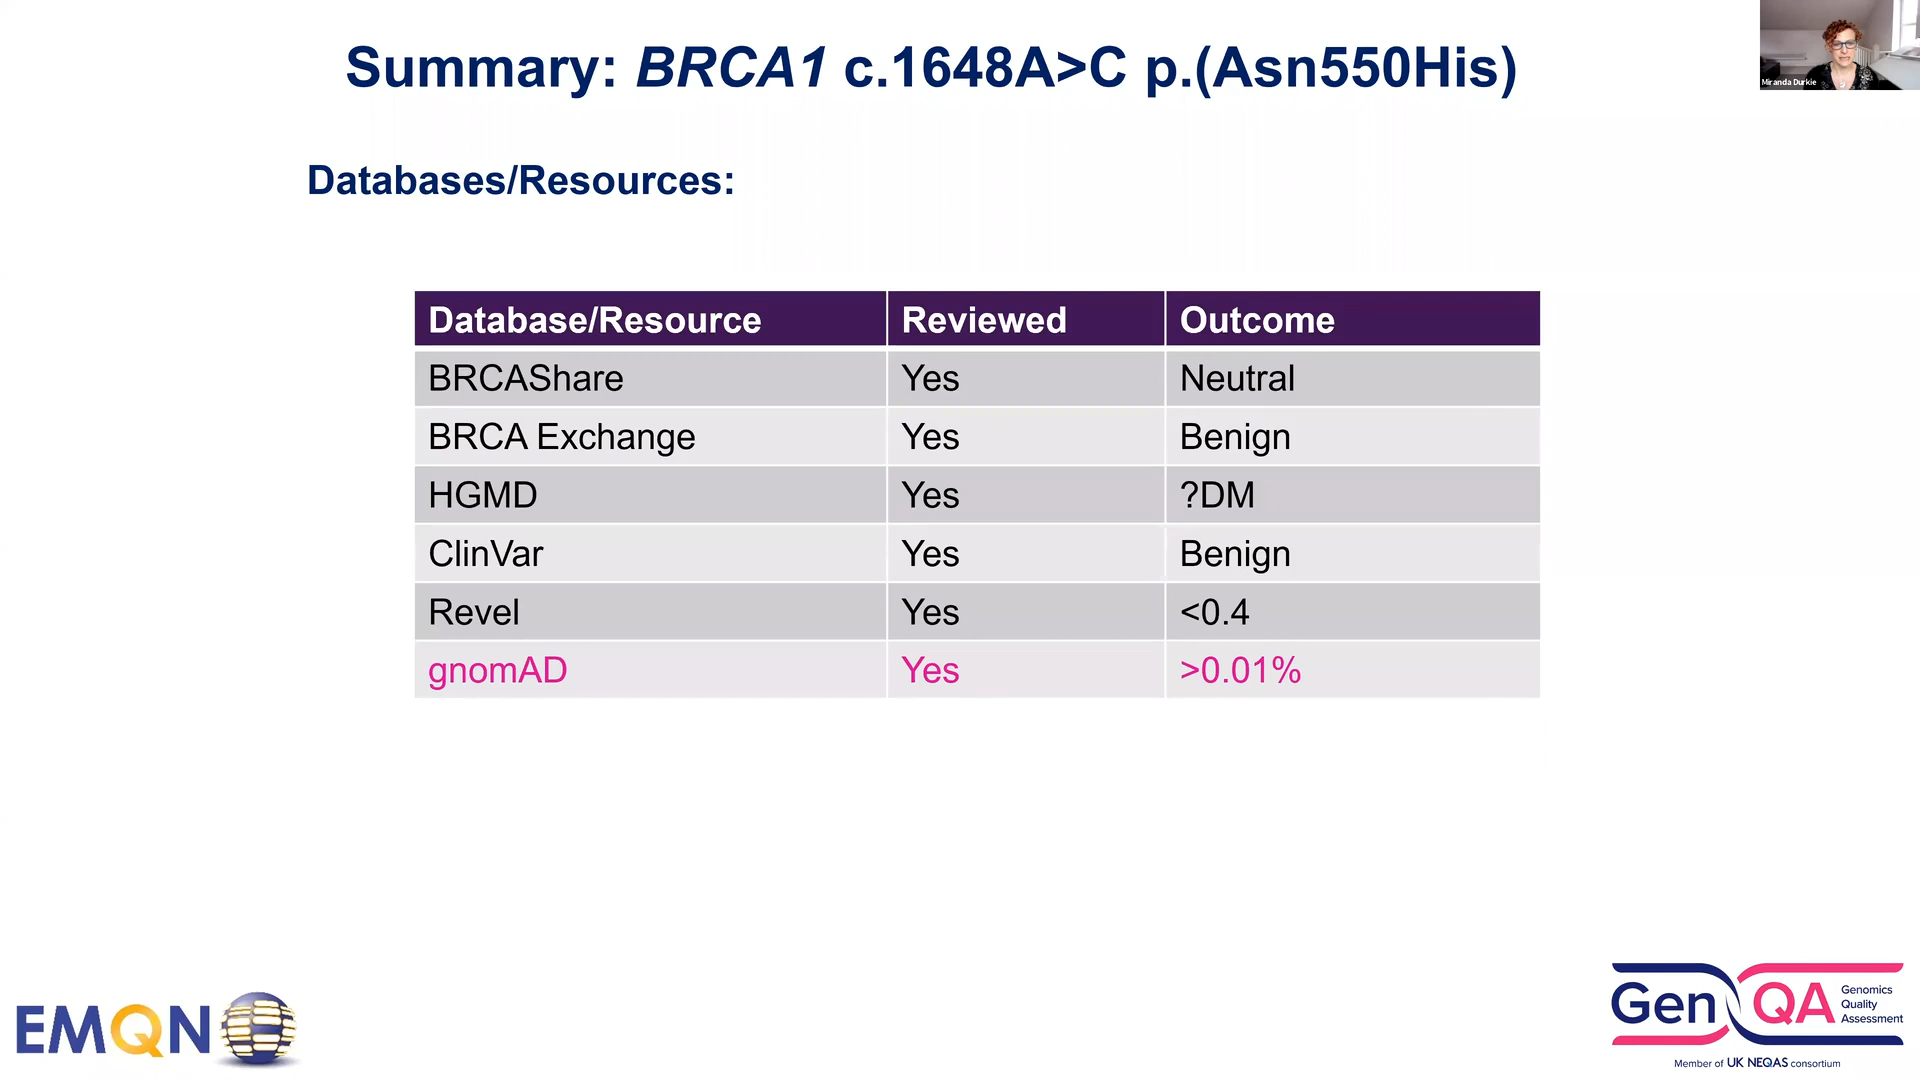 Summary: BRCA1 c.1648A>C p.(Asn550His)
Miranda Durkie
Databases/Resources:
Database/Resource Reviewed Outcome
BRCAShare Yes Neutral
BRCA Exchange Yes Benign
HGMD Yes ?DM
ClinVar Yes Benign
Revel Yes <0.4
gnomAD Yes >0.01%
EMQN
GenQA
Genomics
Quality
Assessment
Member of UK NEQAS consortium